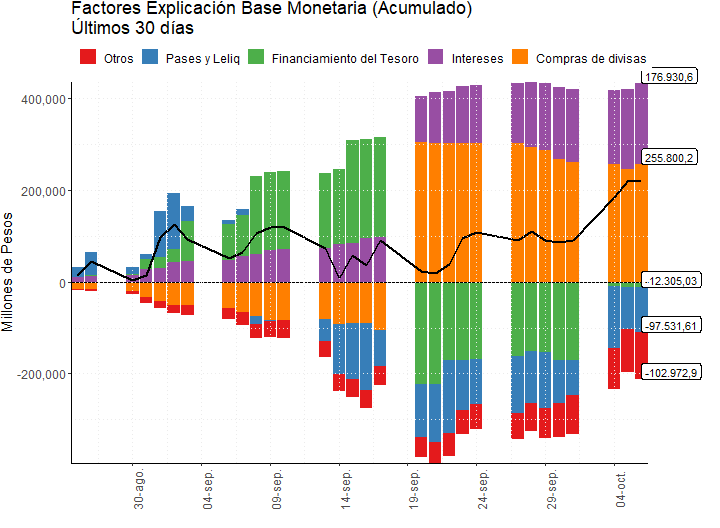 Factores Explicación Base Monetaria (Acumulado)
Últimos 30 días
Otros Pases y Leliq Financiamiento del Tesoro Intereses Compras de divisas
Millones de Pesos
400,000
200,000
0
-200,000
176.930,6
255.800,2
-12.305,03
-97.531,61
-102.972,9
30-ago.
04-sep.
09-sep.
14-sep.
19-sep.
24-sep.
29-sep.
04-oct.